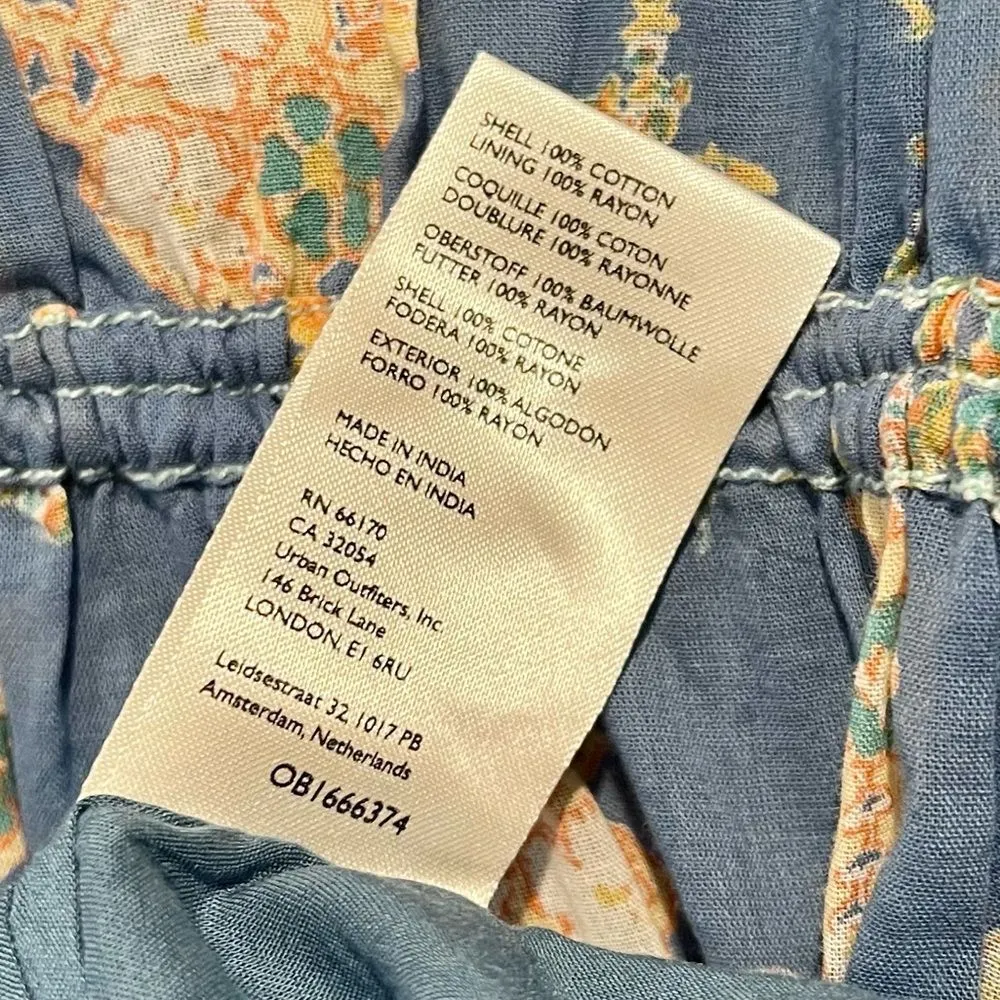 SHELL 100% COTTON
LINING 100% RAYON
COQUILLE 100% COTON
DOUBLURE 100% RAYONNE
OBERSTOFF 100% BAUMWOLLE
FUTTER 100% RAYON
SHELL 100% COTONE
FODERA 100% RAYON
EXTERIOR 100% ALGODÓN
FORRO 100% RAYON
MADE IN INDIA
HECHO EN INDIA
RN 66170
CA 32054
Urban Outfiters, Inc.
146 Brick Lane
LONDON, E1 6RU
Leidsestraat 32, 1017 PB
Amsterdam, Netherlands
OB1666374